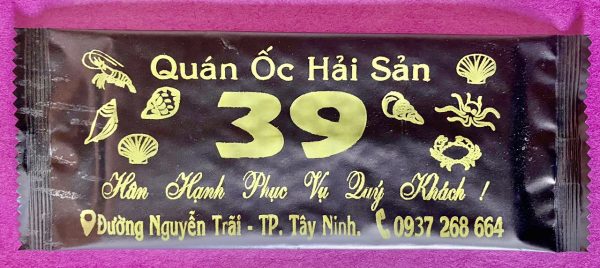 Quán Ốc Hải Sản
39
Hân Hạnh Phục Vụ Quý Khách !
Đường Nguyễn Trãi - TP. Tây Ninh. 0937 268 664